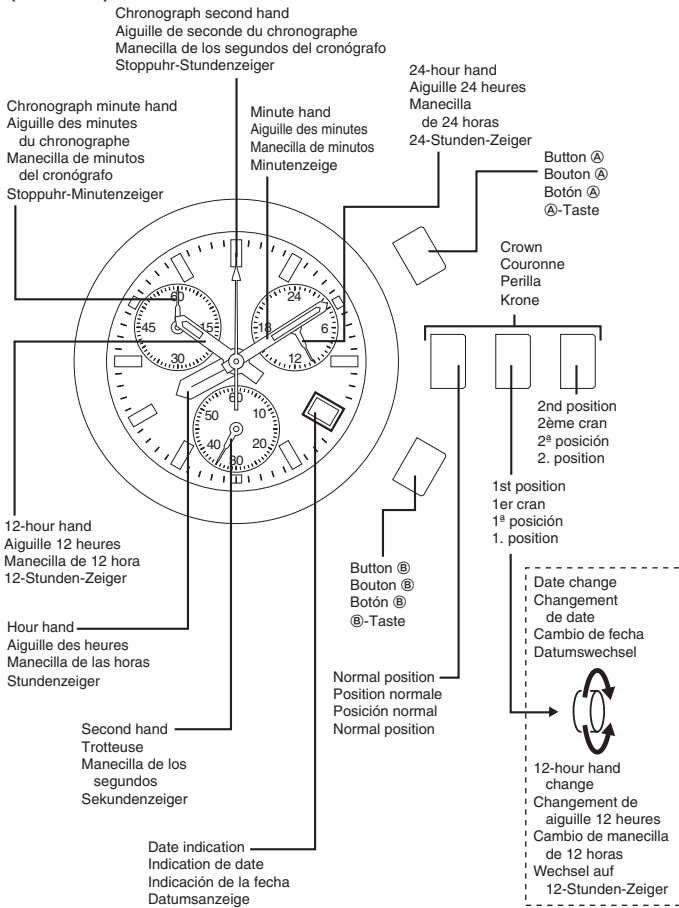 Chronograph second hand
Aiguille de seconde du chronographe
Manecilla de los segundos del cronógrafo
Stoppuhr-Stundenzeiger
24-hour hand
Aiguille 24 heures
Manecilla
de 24 horas
24-Stunden-Zeiger
Chronograph minute hand
Aiguille des minutes
du chronographe
Manecilla de minutos
del cronógrafo
Stoppuhr-Minutenzeiger
Minute hand
Aiguille des minutes
Manecilla de minutos
Minutenzeige
Button Ⓐ
Bouton Ⓐ
Botón Ⓐ
Ⓐ-Taste
Crown
Couronne
Perilla
Krone
60
45
15
30
24
18
6
12
60
50
10
40
20
30
2nd position
2ème cran
2ª posición
2. position
1st position
1er cran
1ª posición
1. position
12-hour hand
Aiguille 12 heures
Manecilla de 12 hora
12-Stunden-Zeiger
Button Ⓑ
Bouton Ⓑ
Botón Ⓑ
Ⓑ-Taste
Date change
Changement
de date
Cambio de fecha
Datumswechsel
Hour hand
Aiguille des heures
Manecilla de las horas
Stundenzeiger
Normal position
Position normale
Posición normal
Normal position
Second hand
Trotteuse
Manecilla de los
segundos
Sekundenzeiger
12-hour hand
change
Changement de
aiguille 12 heures
Cambio de manecilla
de 12 horas
Wechsel auf
12-Stunden-Zeiger
Date indication
Indication de date
Indicación de la fecha
Datumsanzeige